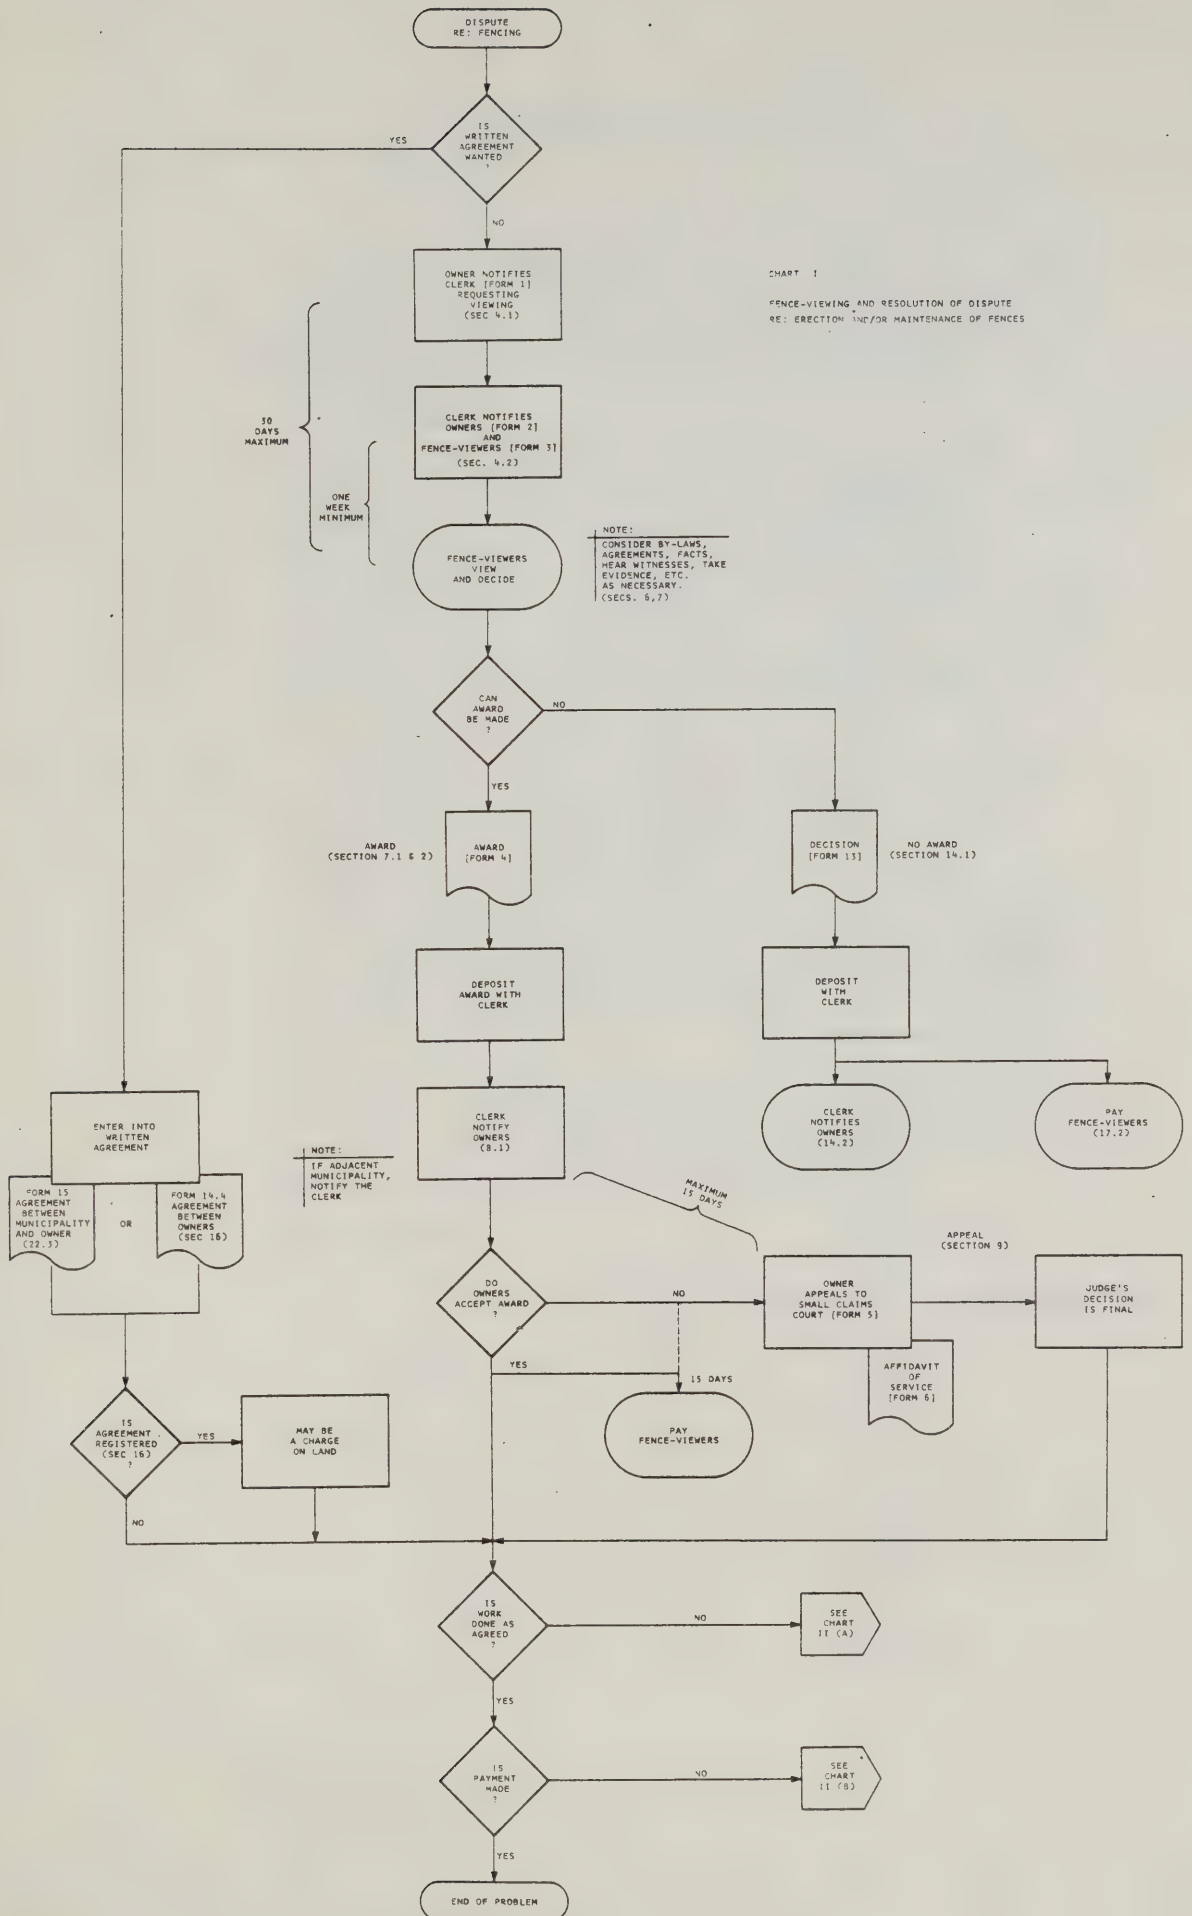 DISPUTE
RE: FENCING
IS
WRITTEN
AGREEMENT
WANTED
?
YES
NO
OWNER NOTIFIES
CLERK [FORM 1]
REQUESTING
VIEWING
(SEC 4.1)
CHART I
FENCE-VIEWING AND RESOLUTION OF DISPUTE
RE: ERECTION AND/OR MAINTENANCE OF FENCES
30
DAYS
MAXIMUM
CLERK NOTIFIES
OWNERS [FORM 2]
AND
FENCE-VIEWERS [FORM 3]
(SEC. 4.2)
ONE
WEEK
MINIMUM
FENCE-VIEWERS
VIEW
AND DECIDE
NOTE:
CONSIDER BY-LAWS,
AGREEMENTS, FACTS,
HEAR WITNESSES, TAKE
EVIDENCE, ETC.
AS NECESSARY.
(SECS. 6,7)
CAN
AWARD
BE MADE
?
NO
YES
AWARD
(SECTION 7.1 & 2)
AWARD
[FORM 4]
DECISION
[FORM 13]
NO AWARD
(SECTION 14.1)
DEPOSIT
AWARD WITH
CLERK
DEPOSIT
WITH
CLERK
CLERK
NOTIFY
OWNERS
(8.1)
CLERK
NOTIFIES
OWNERS
(14.2)
PAY
FENCE-VIEWERS
(17.2)
ENTER INTO
WRITTEN
AGREEMENT
NOTE:
IF ADJACENT
MUNICIPALITY,
NOTIFY THE
CLERK
FORM 15
AGREEMENT
BETWEEN
MUNICIPALITY
AND OWNER
(22.3)
OR
FORM 14.4
AGREEMENT
BETWEEN
OWNERS
(SEC 16)
MAXIMUM
15 DAYS
DO
OWNERS
ACCEPT AWARD
?
NO
OWNER
APPEALS TO
SMALL CLAIMS
COURT [FORM 5]
APPEAL
(SECTION 9)
JUDGE'S
DECISION
IS FINAL
AFFIDAVIT
OF
SERVICE
[FORM 6]
YES
15 DAYS
PAY
FENCE-VIEWERS
IS
AGREEMENT
REGISTERED
(SEC 16)
?
YES
MAY BE
A CHARGE
ON LAND
NO
IS
WORK
DONE AS
AGREED
?
NO
SEE
CHART
II (A)
YES
IS
PAYMENT
MADE
?
NO
SEE
CHART
II (B)
YES
END OF PROBLEM